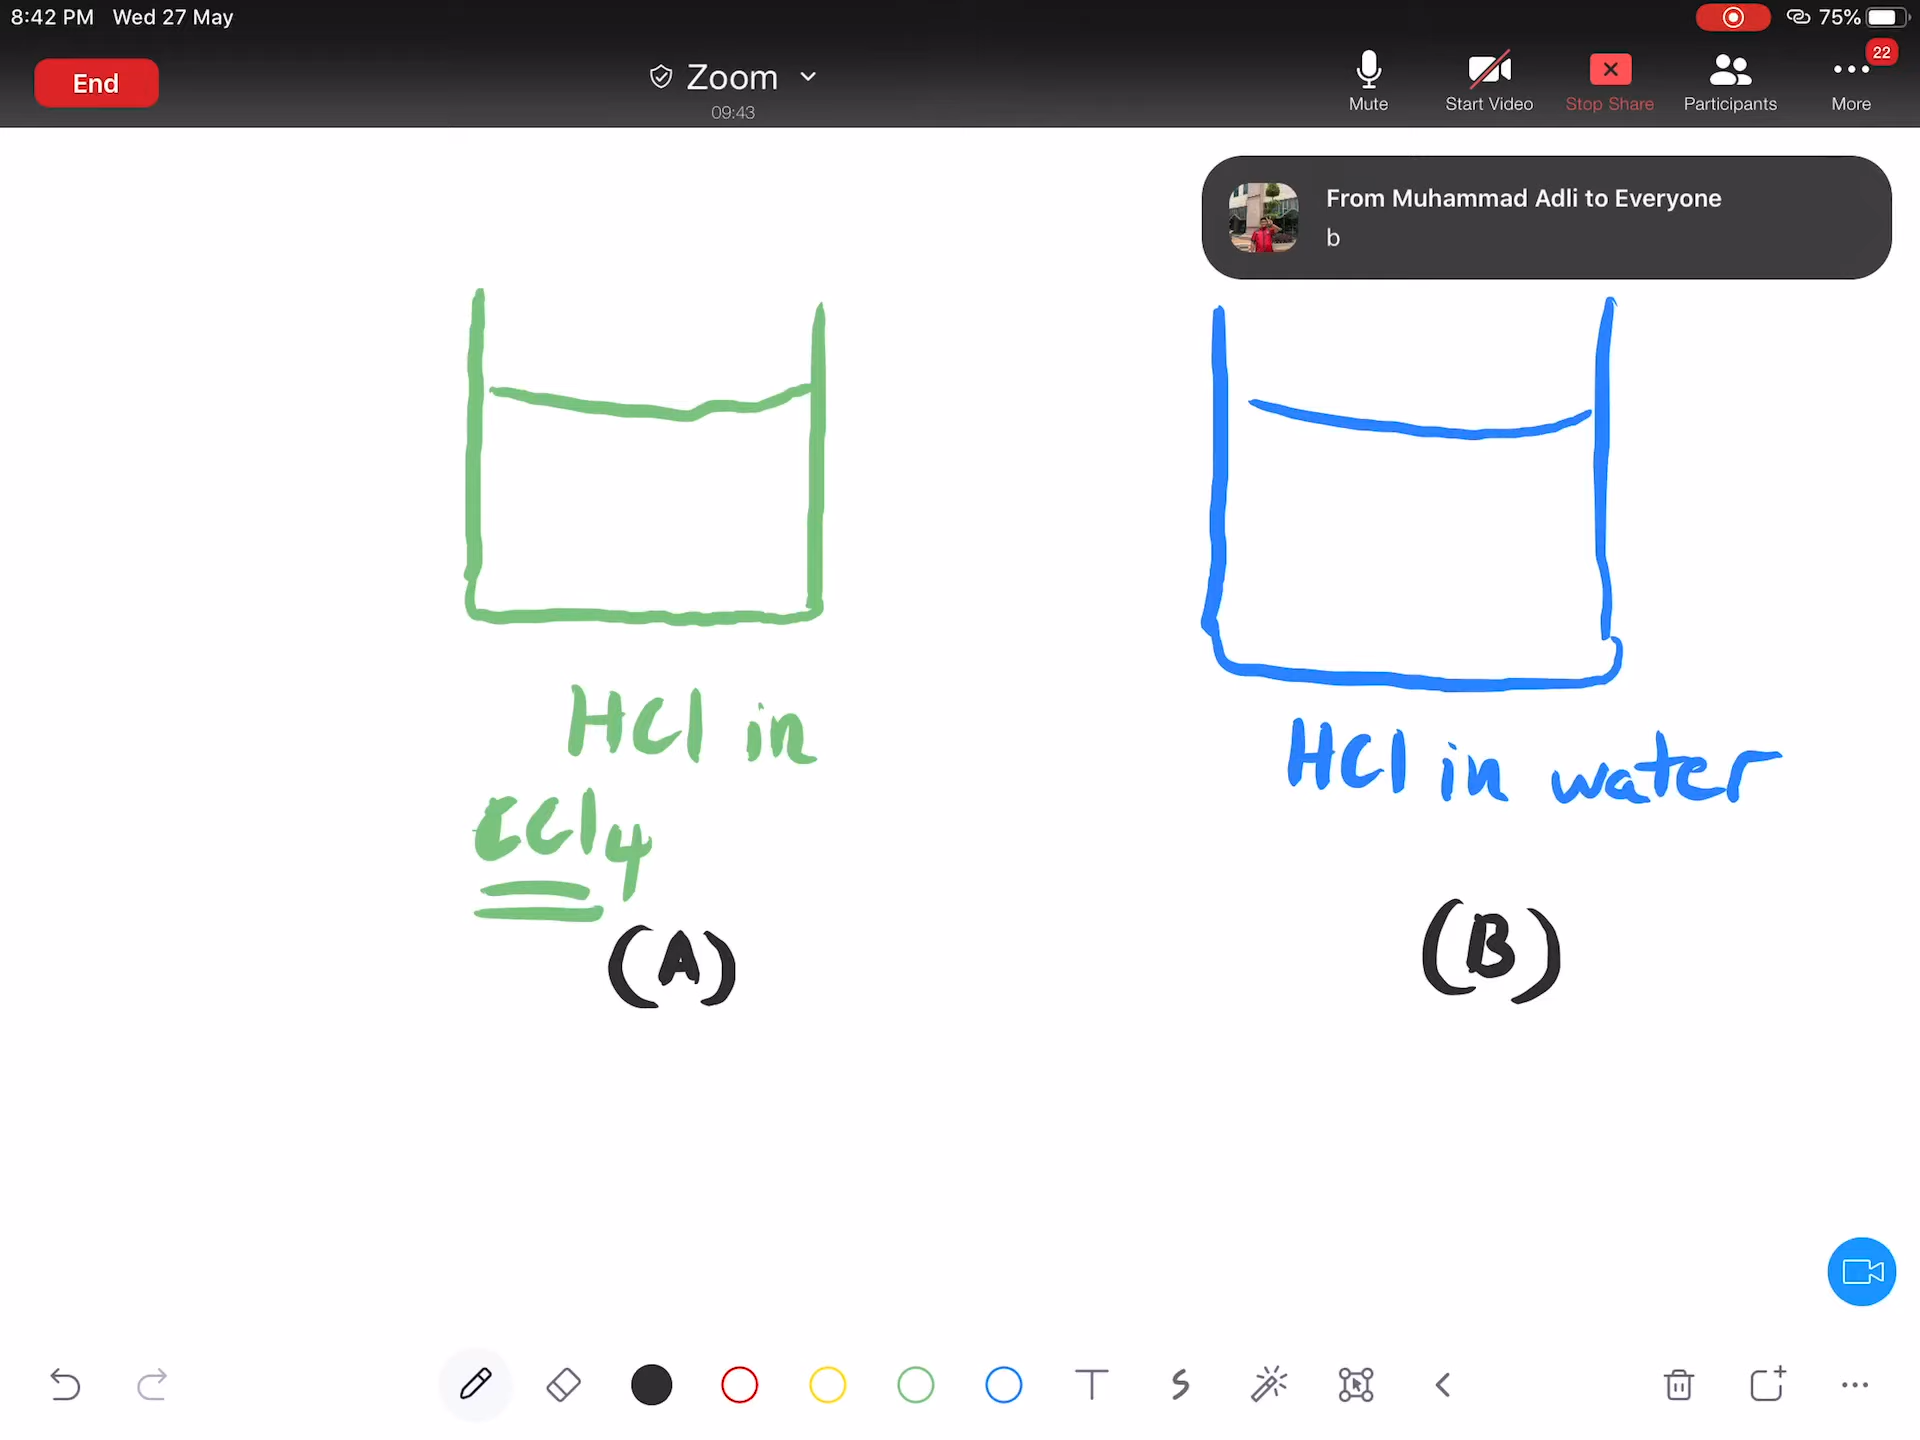 8:42 PM Wed 27 May
75%
End
Zoom
09:43
Mute
Start Video
Stop Share
Participants
More
22
From Muhammad Adli to Everyone
b
HCl in
CCl4
(A)
HCl in water
(B)
T